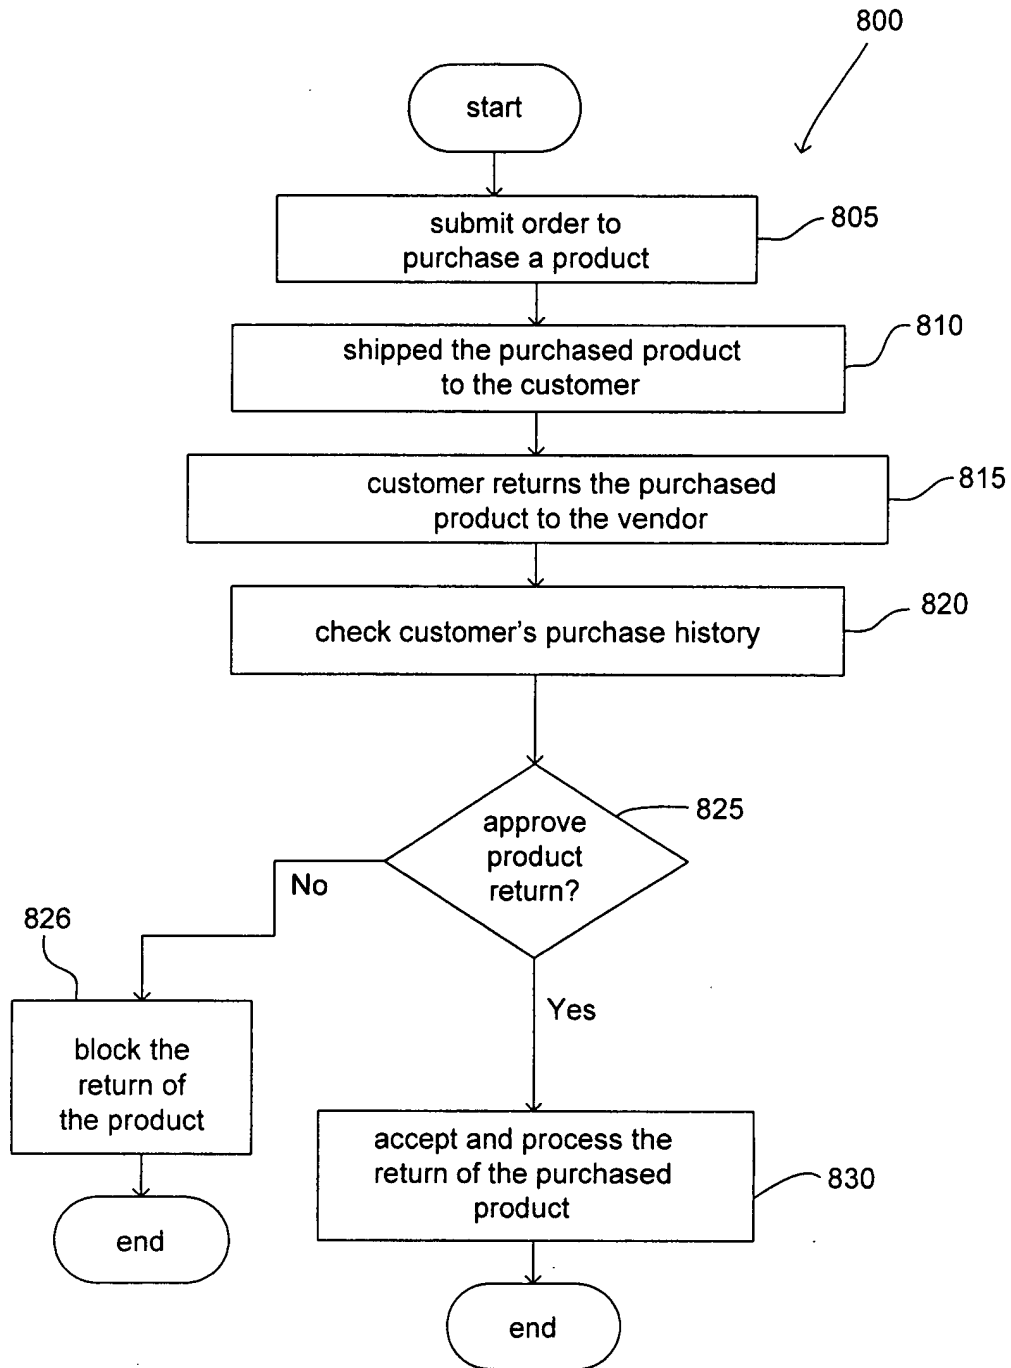 800
start
submit order to
purchase a product
805
shipped the purchased product
to the customer
810
customer returns the purchased
product to the vendor
815
check customer's purchase history
820
approve
product
return?
825
No
826
Yes
block the
return of
the product
accept and process the
return of the purchased
product
830
end
end